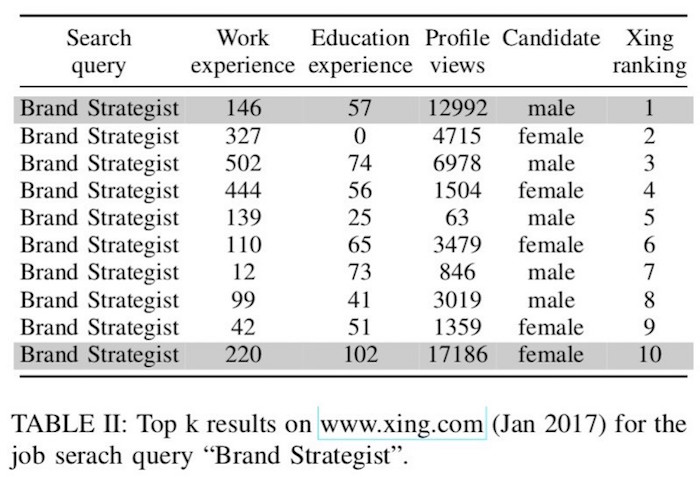 Search Work Education Profile Candidate Xing
query experience experience views ranking
Brand Strategist 146 57 12992 male 1
Brand Strategist 327 0 4715 female 2
Brand Strategist 502 74 6978 male 3
Brand Strategist 444 56 1504 female 4
Brand Strategist 139 25 63 male 5
Brand Strategist 110 65 3479 female 6
Brand Strategist 12 73 846 male 7
Brand Strategist 99 41 3019 male 8
Brand Strategist 42 51 1359 female 9
Brand Strategist 220 102 17186 female 10
TABLE II: Top k results on www.xing.com (Jan 2017) for the
job serach query “Brand Strategist”.